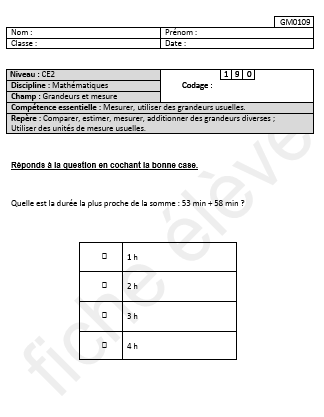 GM0109
Nom : Prénom :
Classe : Date :
Niveau : CE2 1 9 0
Discipline : Mathématiques Codage :
Champ : Grandeurs et mesure
Compétence essentielle : Mesurer, utiliser des grandeurs usuelles.
Repère : Comparer, estimer, mesurer, additionner des grandeurs diverses ;
Utiliser des unités de mesure usuelles.
Réponds à la question en cochant la bonne case.
Quelle est la durée la plus proche de la somme : 53 min + 58 min ?
☐ 1 h
☐ 2 h
☐ 3 h
☐ 4 h
fiche élève